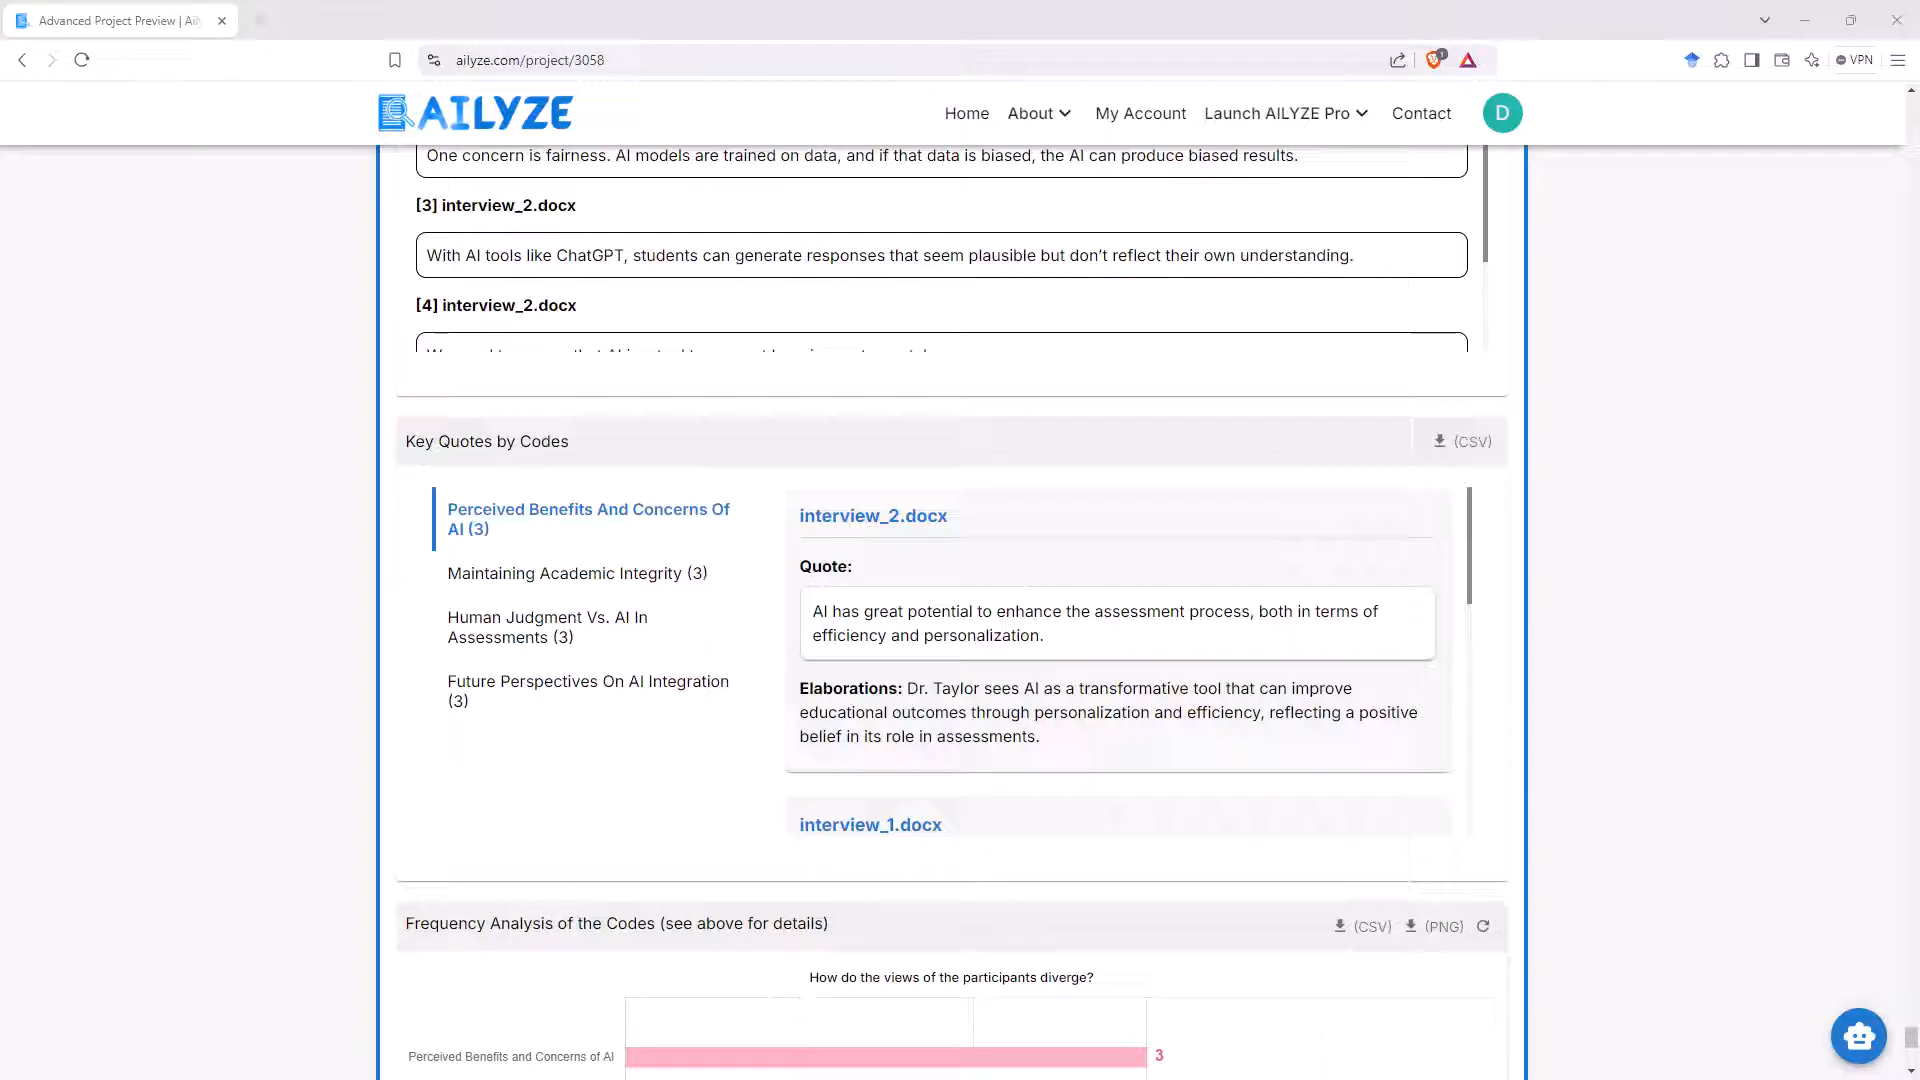 Advanced Project Preview | Ail
ailyze.com/project/3058
1
VPN
AILYZE
Home
About
My Account
Launch AILYZE Pro
Contact
D
One concern is fairness. AI models are trained on data, and if that data is biased, the AI can produce biased results.
[3] interview_2.docx
With AI tools like ChatGPT, students can generate responses that seem plausible but don’t reflect their own understanding.
[4] interview_2.docx
Key Quotes by Codes
(CSV)
Perceived Benefits And Concerns Of
AI (3)
Maintaining Academic Integrity (3)
Human Judgment Vs. AI In
Assessments (3)
Future Perspectives On AI Integration
(3)
interview_2.docx
Quote:
AI has great potential to enhance the assessment process, both in terms of
efficiency and personalization.
Elaborations: Dr. Taylor sees AI as a transformative tool that can improve
educational outcomes through personalization and efficiency, reflecting a positive
belief in its role in assessments.
interview_1.docx
Frequency Analysis of the Codes (see above for details)
(CSV)
(PNG)
How do the views of the participants diverge?
Perceived Benefits and Concerns of AI
3